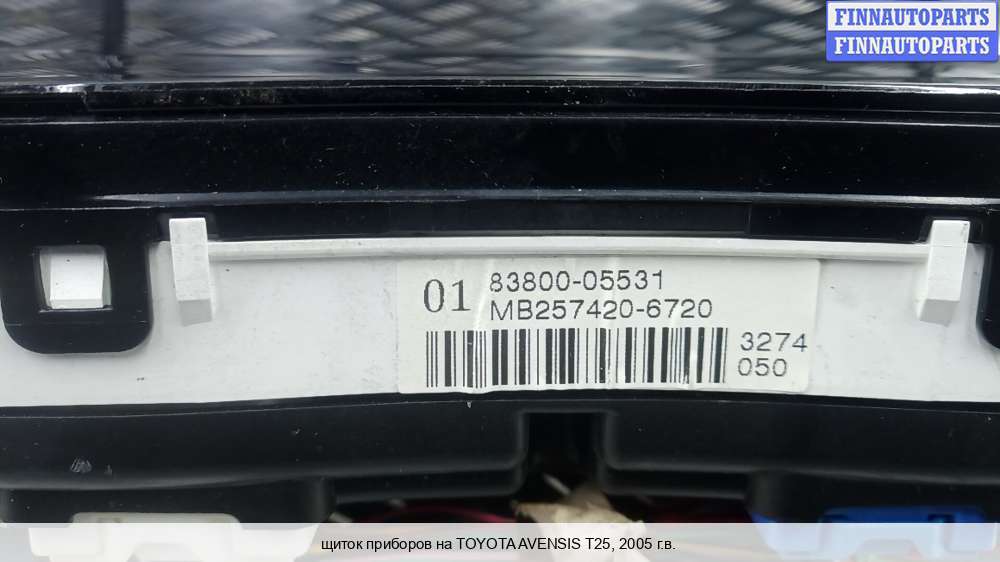 FINNAUTOPARTS
FINNAUTOPARTS
01
83800-05531
MB257420-6720
3274
050
щиток приборов на TOYOTA AVENSIS T25, 2005 г.в.